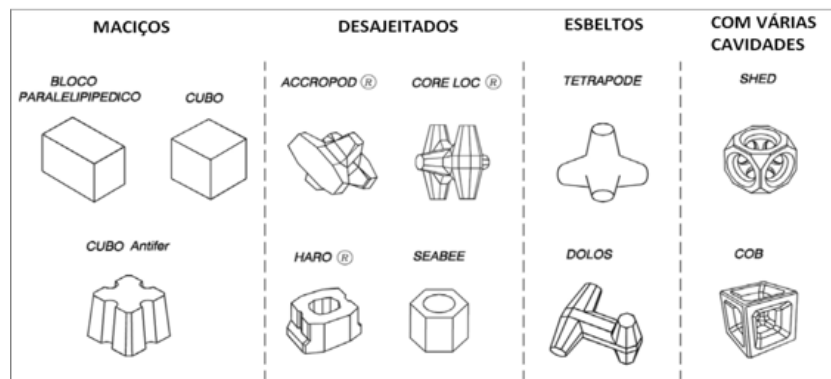 MACIÇOS
DESAJEITADOS
ESBELTOS
COM VÁRIAS
CAVIDADES
BLOCO
PARALELIPIPEDICO
CUBO
ACCROPOD ®
CORE LOC ®
TETRAPODE
SHED
CUBO Antifer
HARO ®
SEABEE
DOLOS
COB